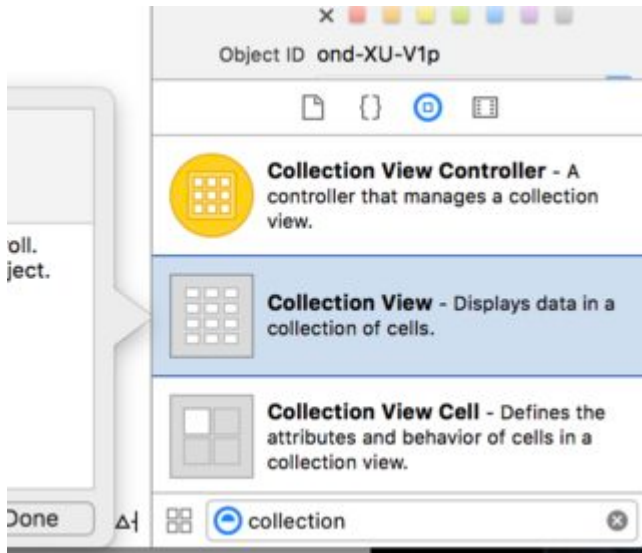 Object ID ond-XU-V1p
Collection View Controller - A
controller that manages a collection
view.
oll.
ject.
Collection View - Displays data in a
collection of cells.
Collection View Cell - Defines the
attributes and behavior of cells in a
collection view.
Done
collection